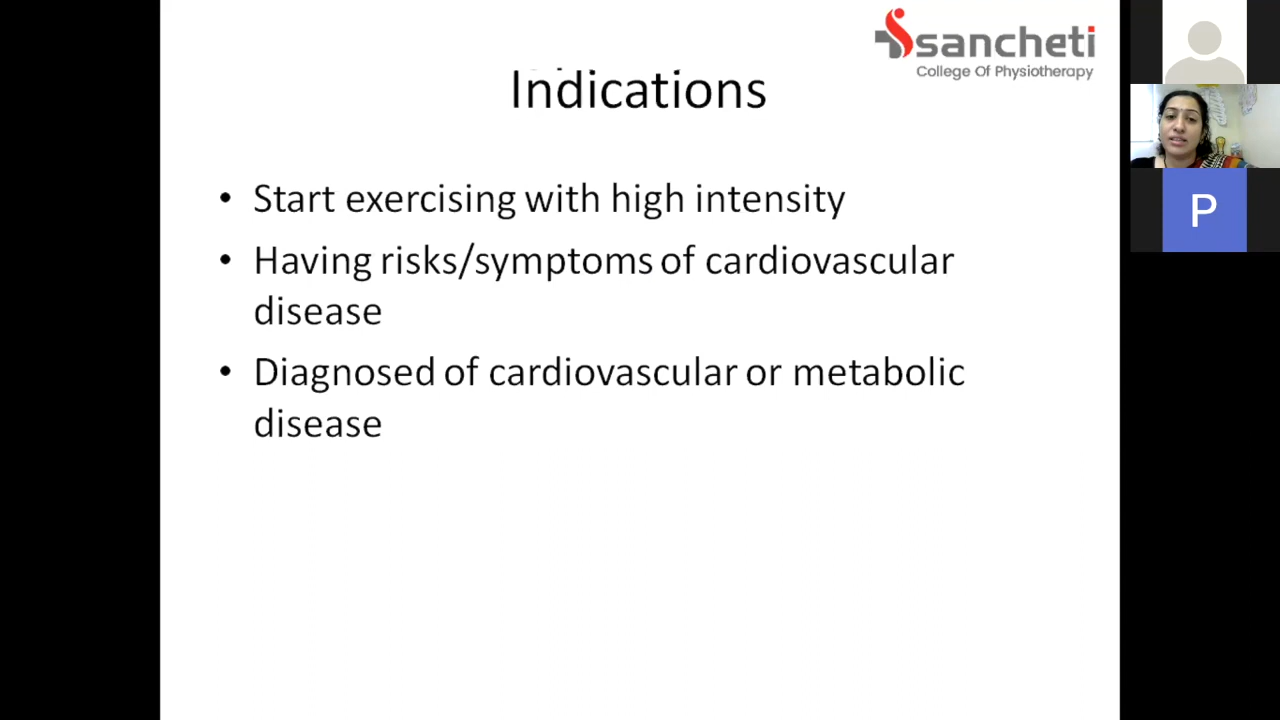 sancheti
College Of Physiotherapy
Indications
• Start exercising with high intensity
• Having risks/symptoms of cardiovascular
disease
• Diagnosed of cardiovascular or metabolic
disease
P